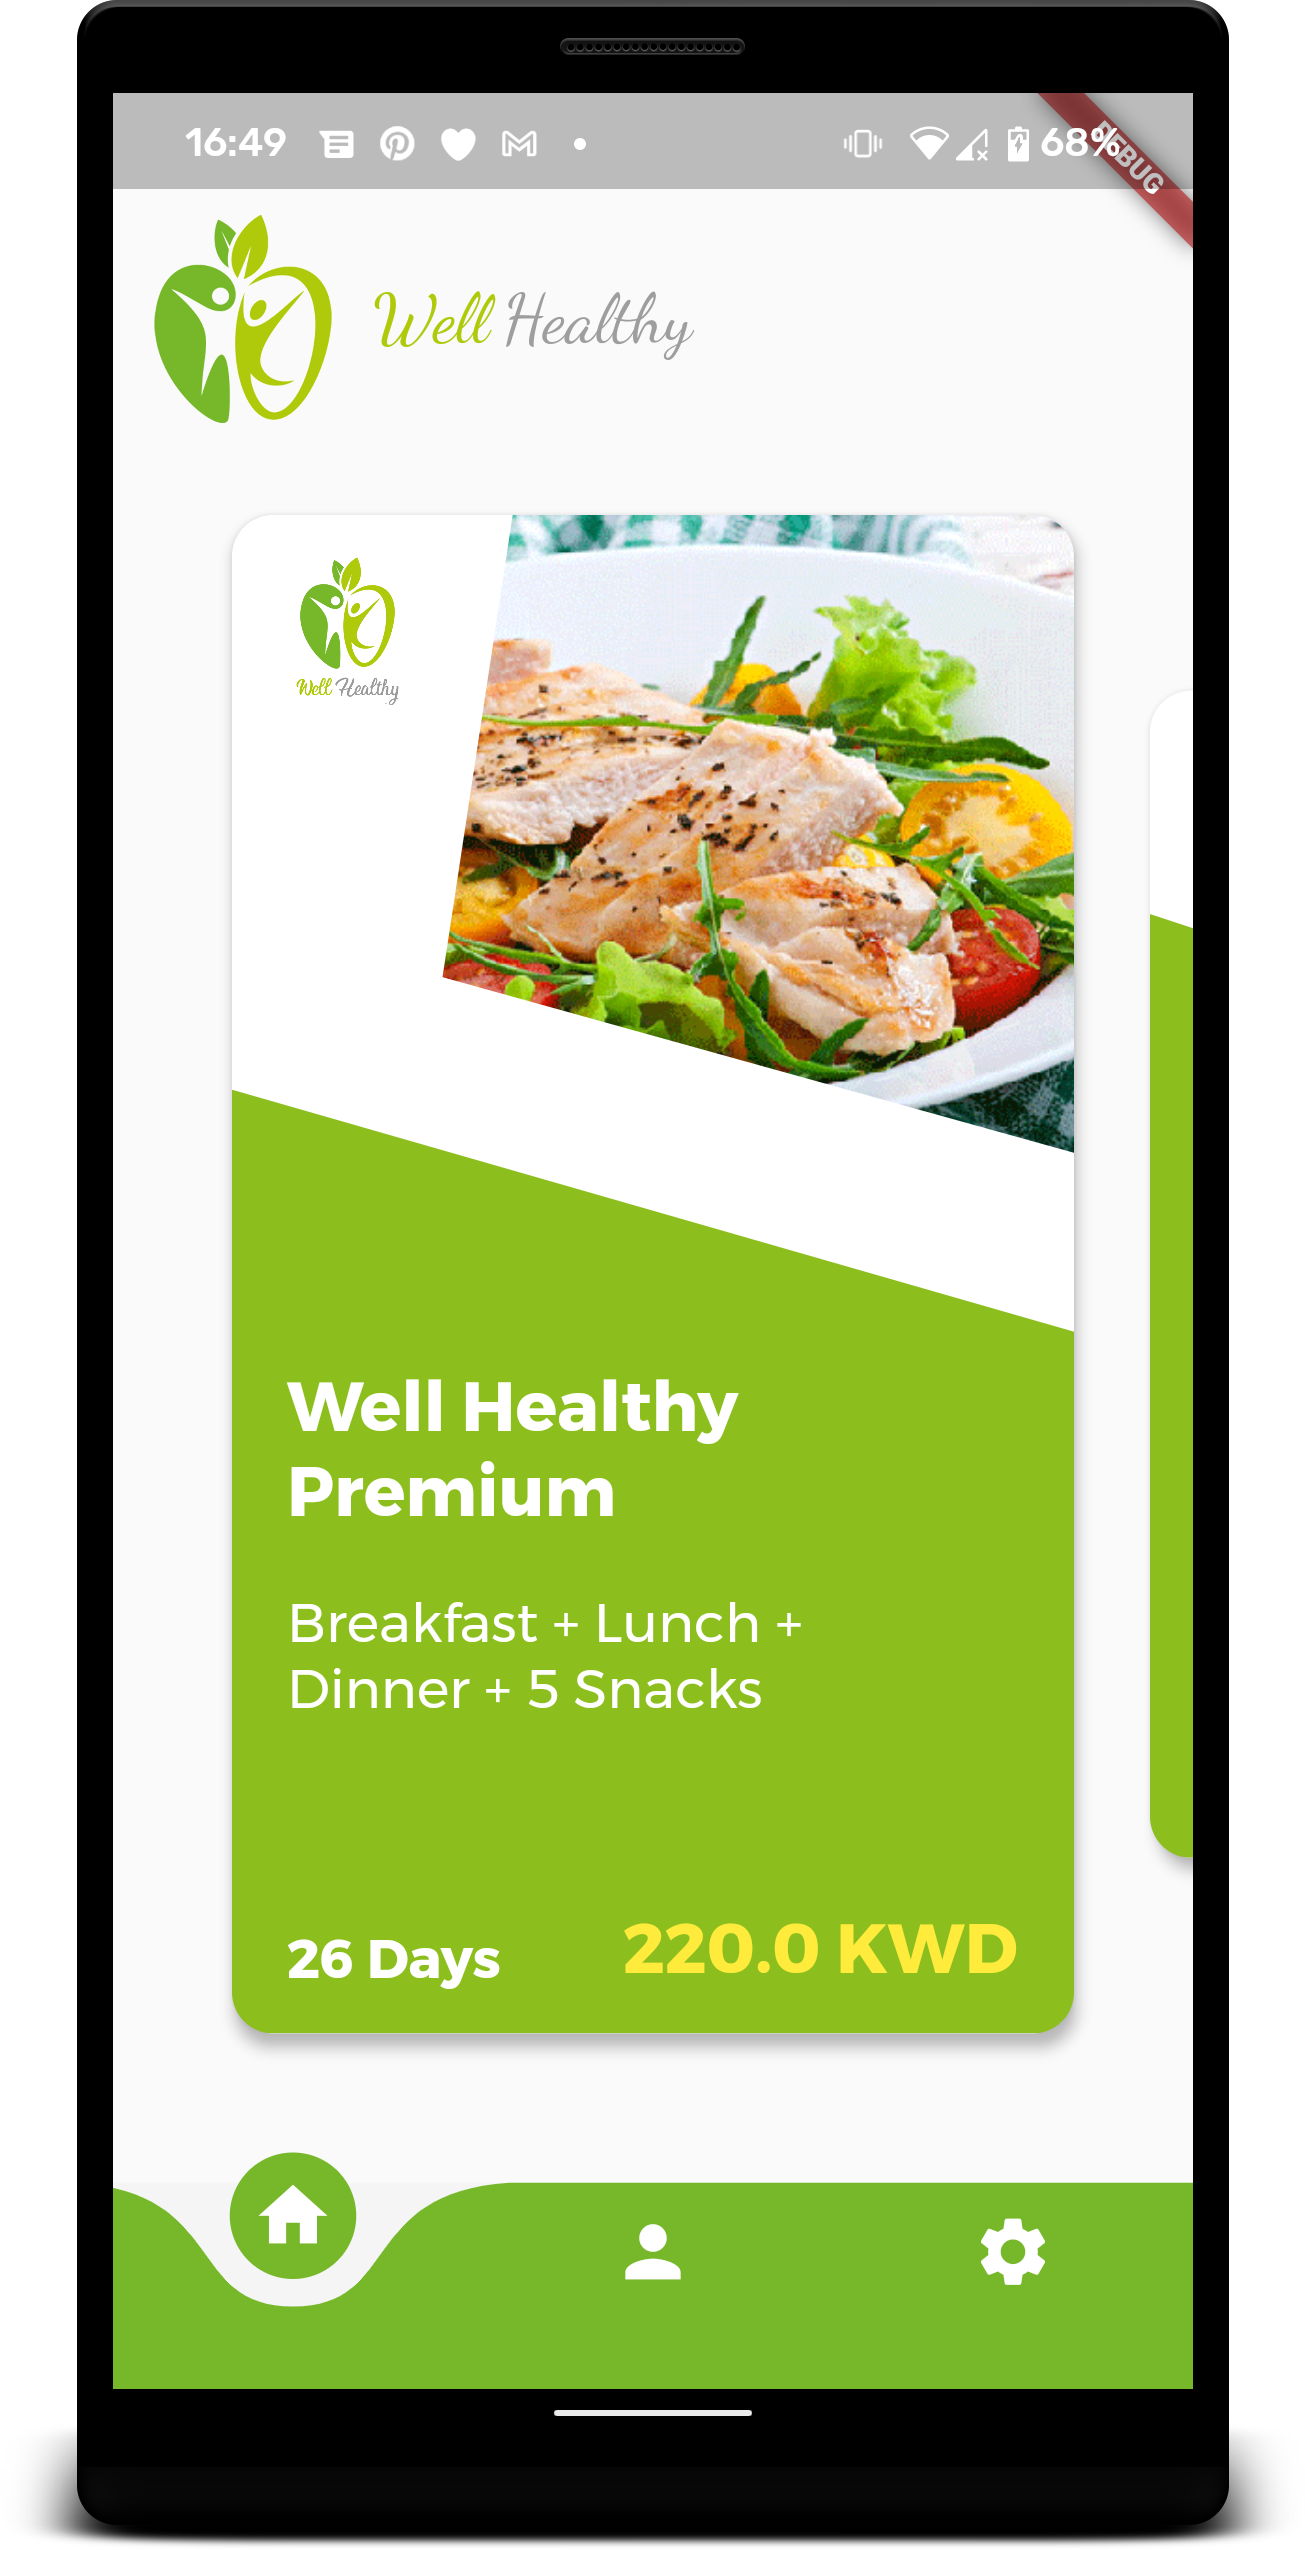 16:49
68%
DEBUG
Well Healthy
Well Healthy
Well Healthy
Premium
Breakfast + Lunch +
Dinner + 5 Snacks
26 Days
220.0 KWD